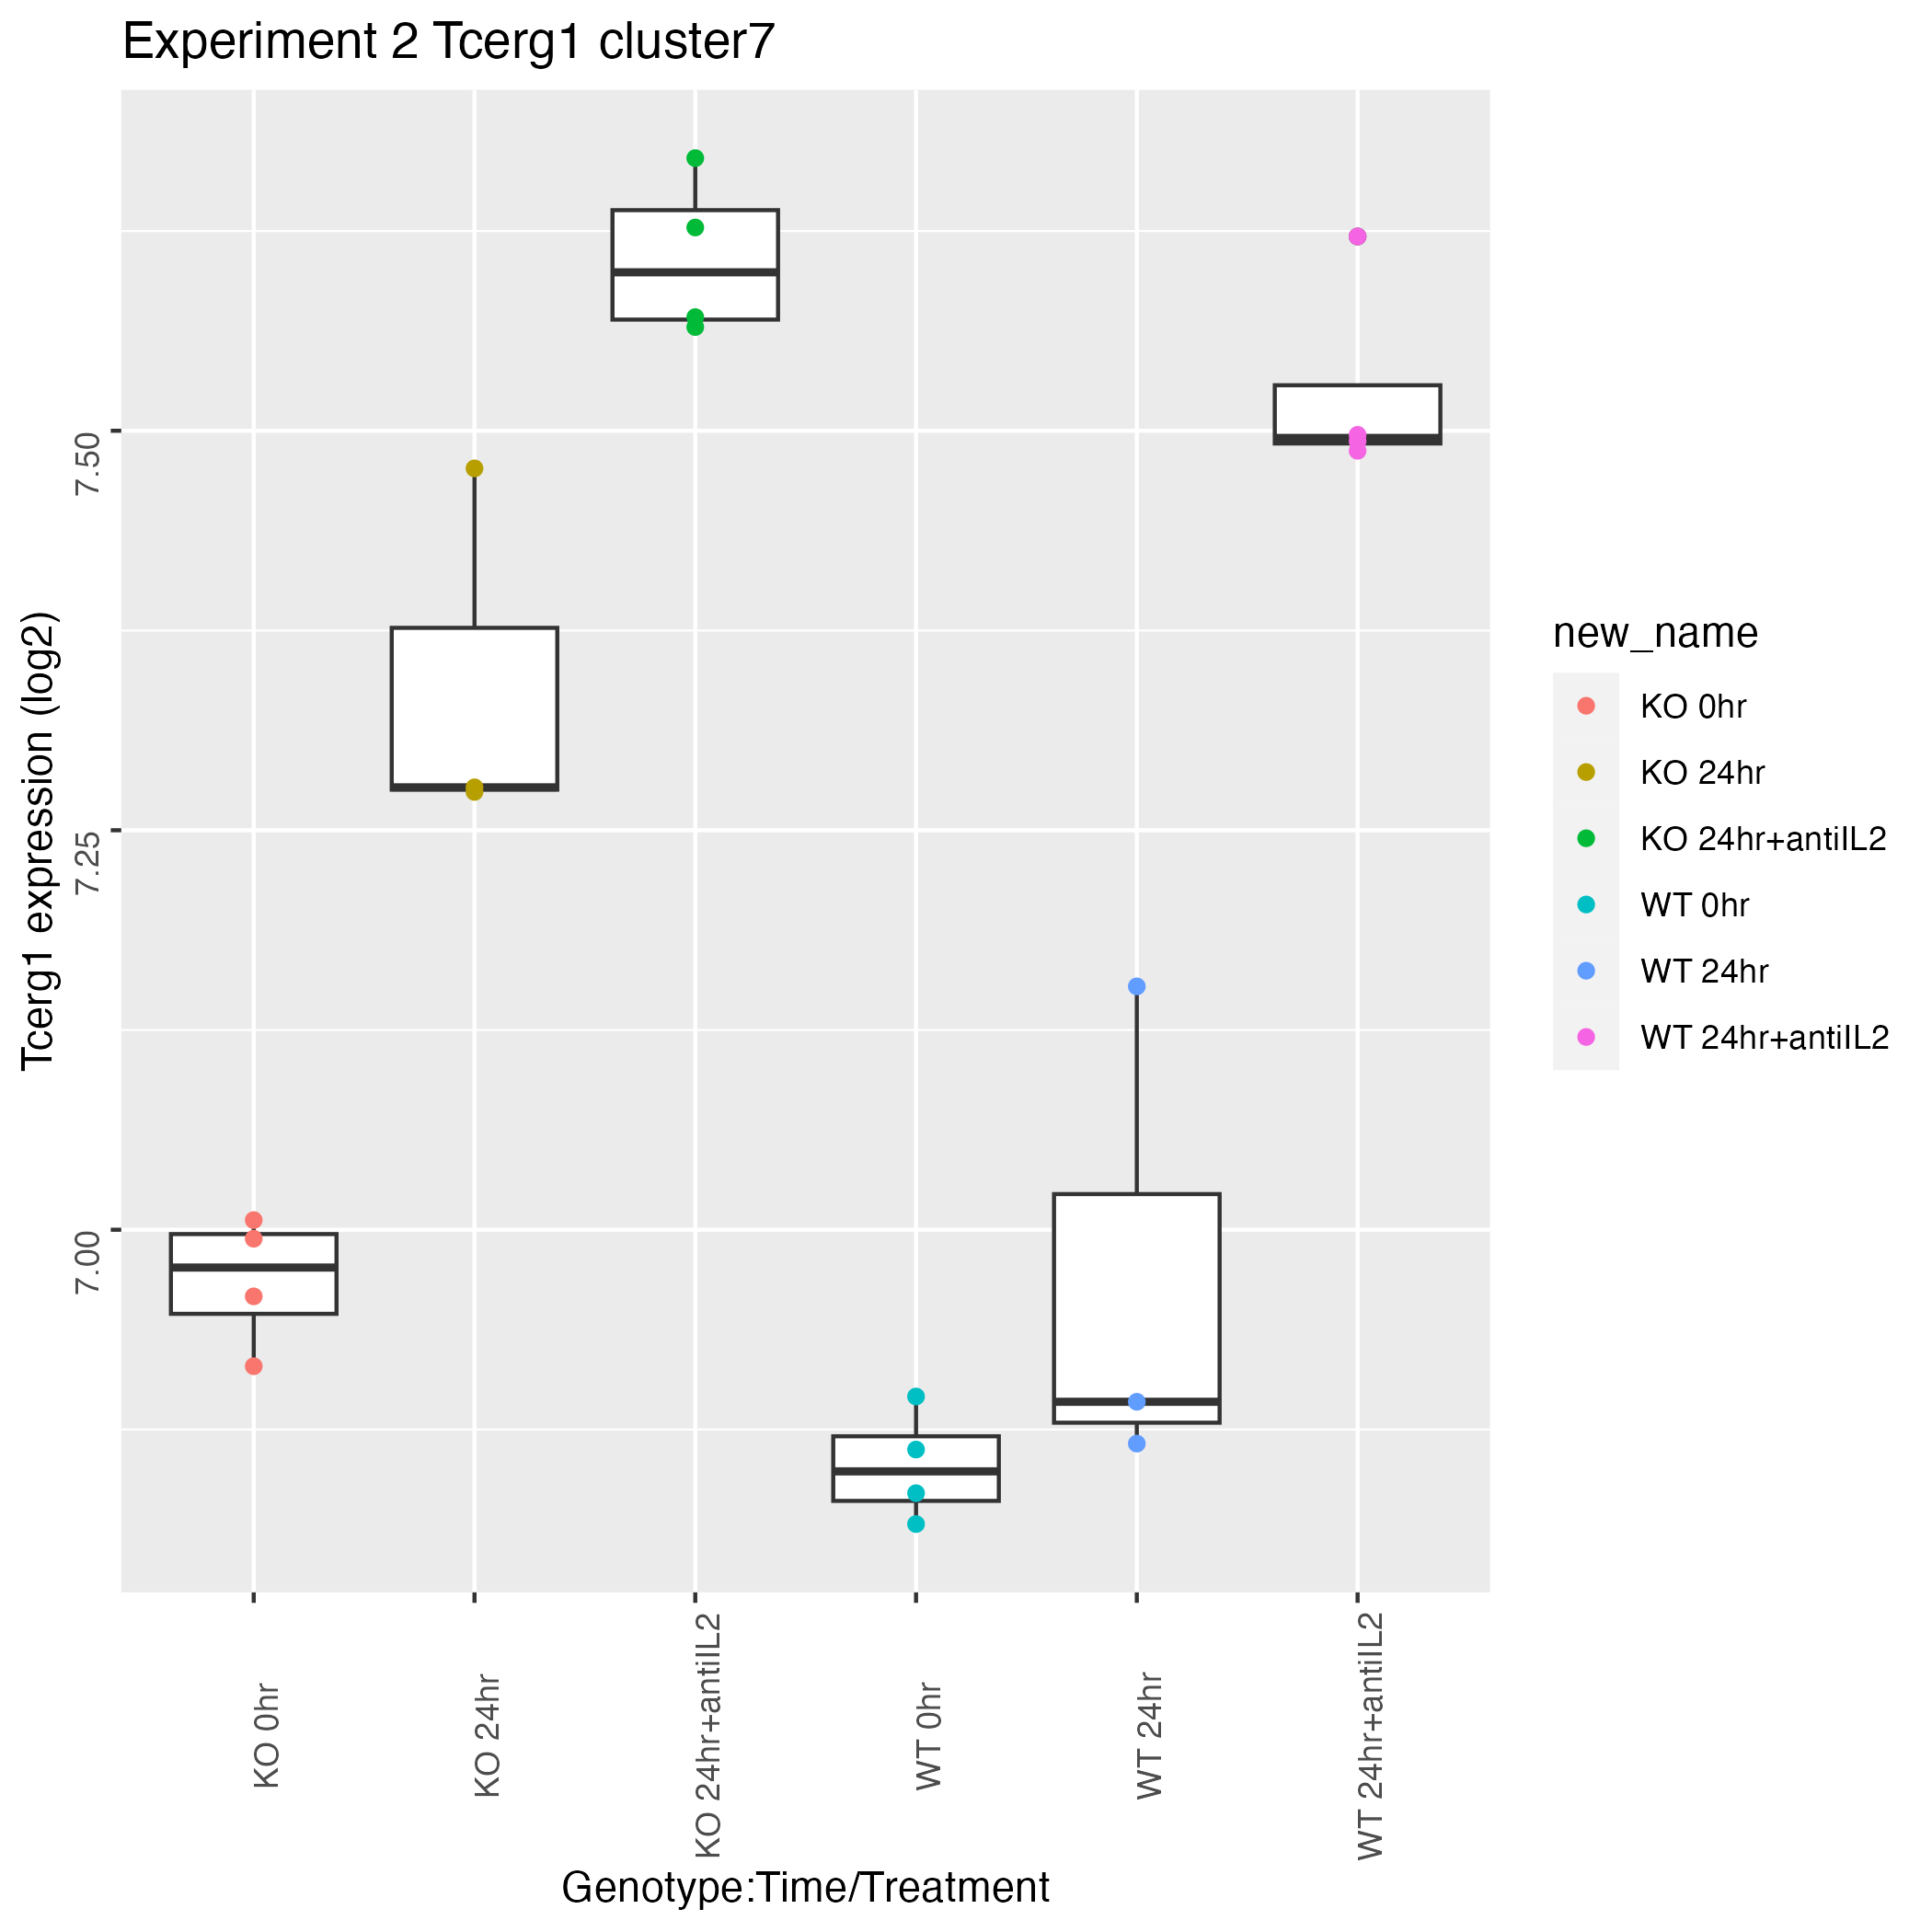 Experiment 2 Tcerg1 cluster7
Tcerg1 expression (log2)
7.50
7.25
7.00
KO 0hr
KO 24hr
KO 24hr+antiIL2
WT 0hr
WT 24hr
WT 24hr+antiIL2
Genotype:Time/Treatment
new_name
KO 0hr
KO 24hr
KO 24hr+antiIL2
WT 0hr
WT 24hr
WT 24hr+antiIL2